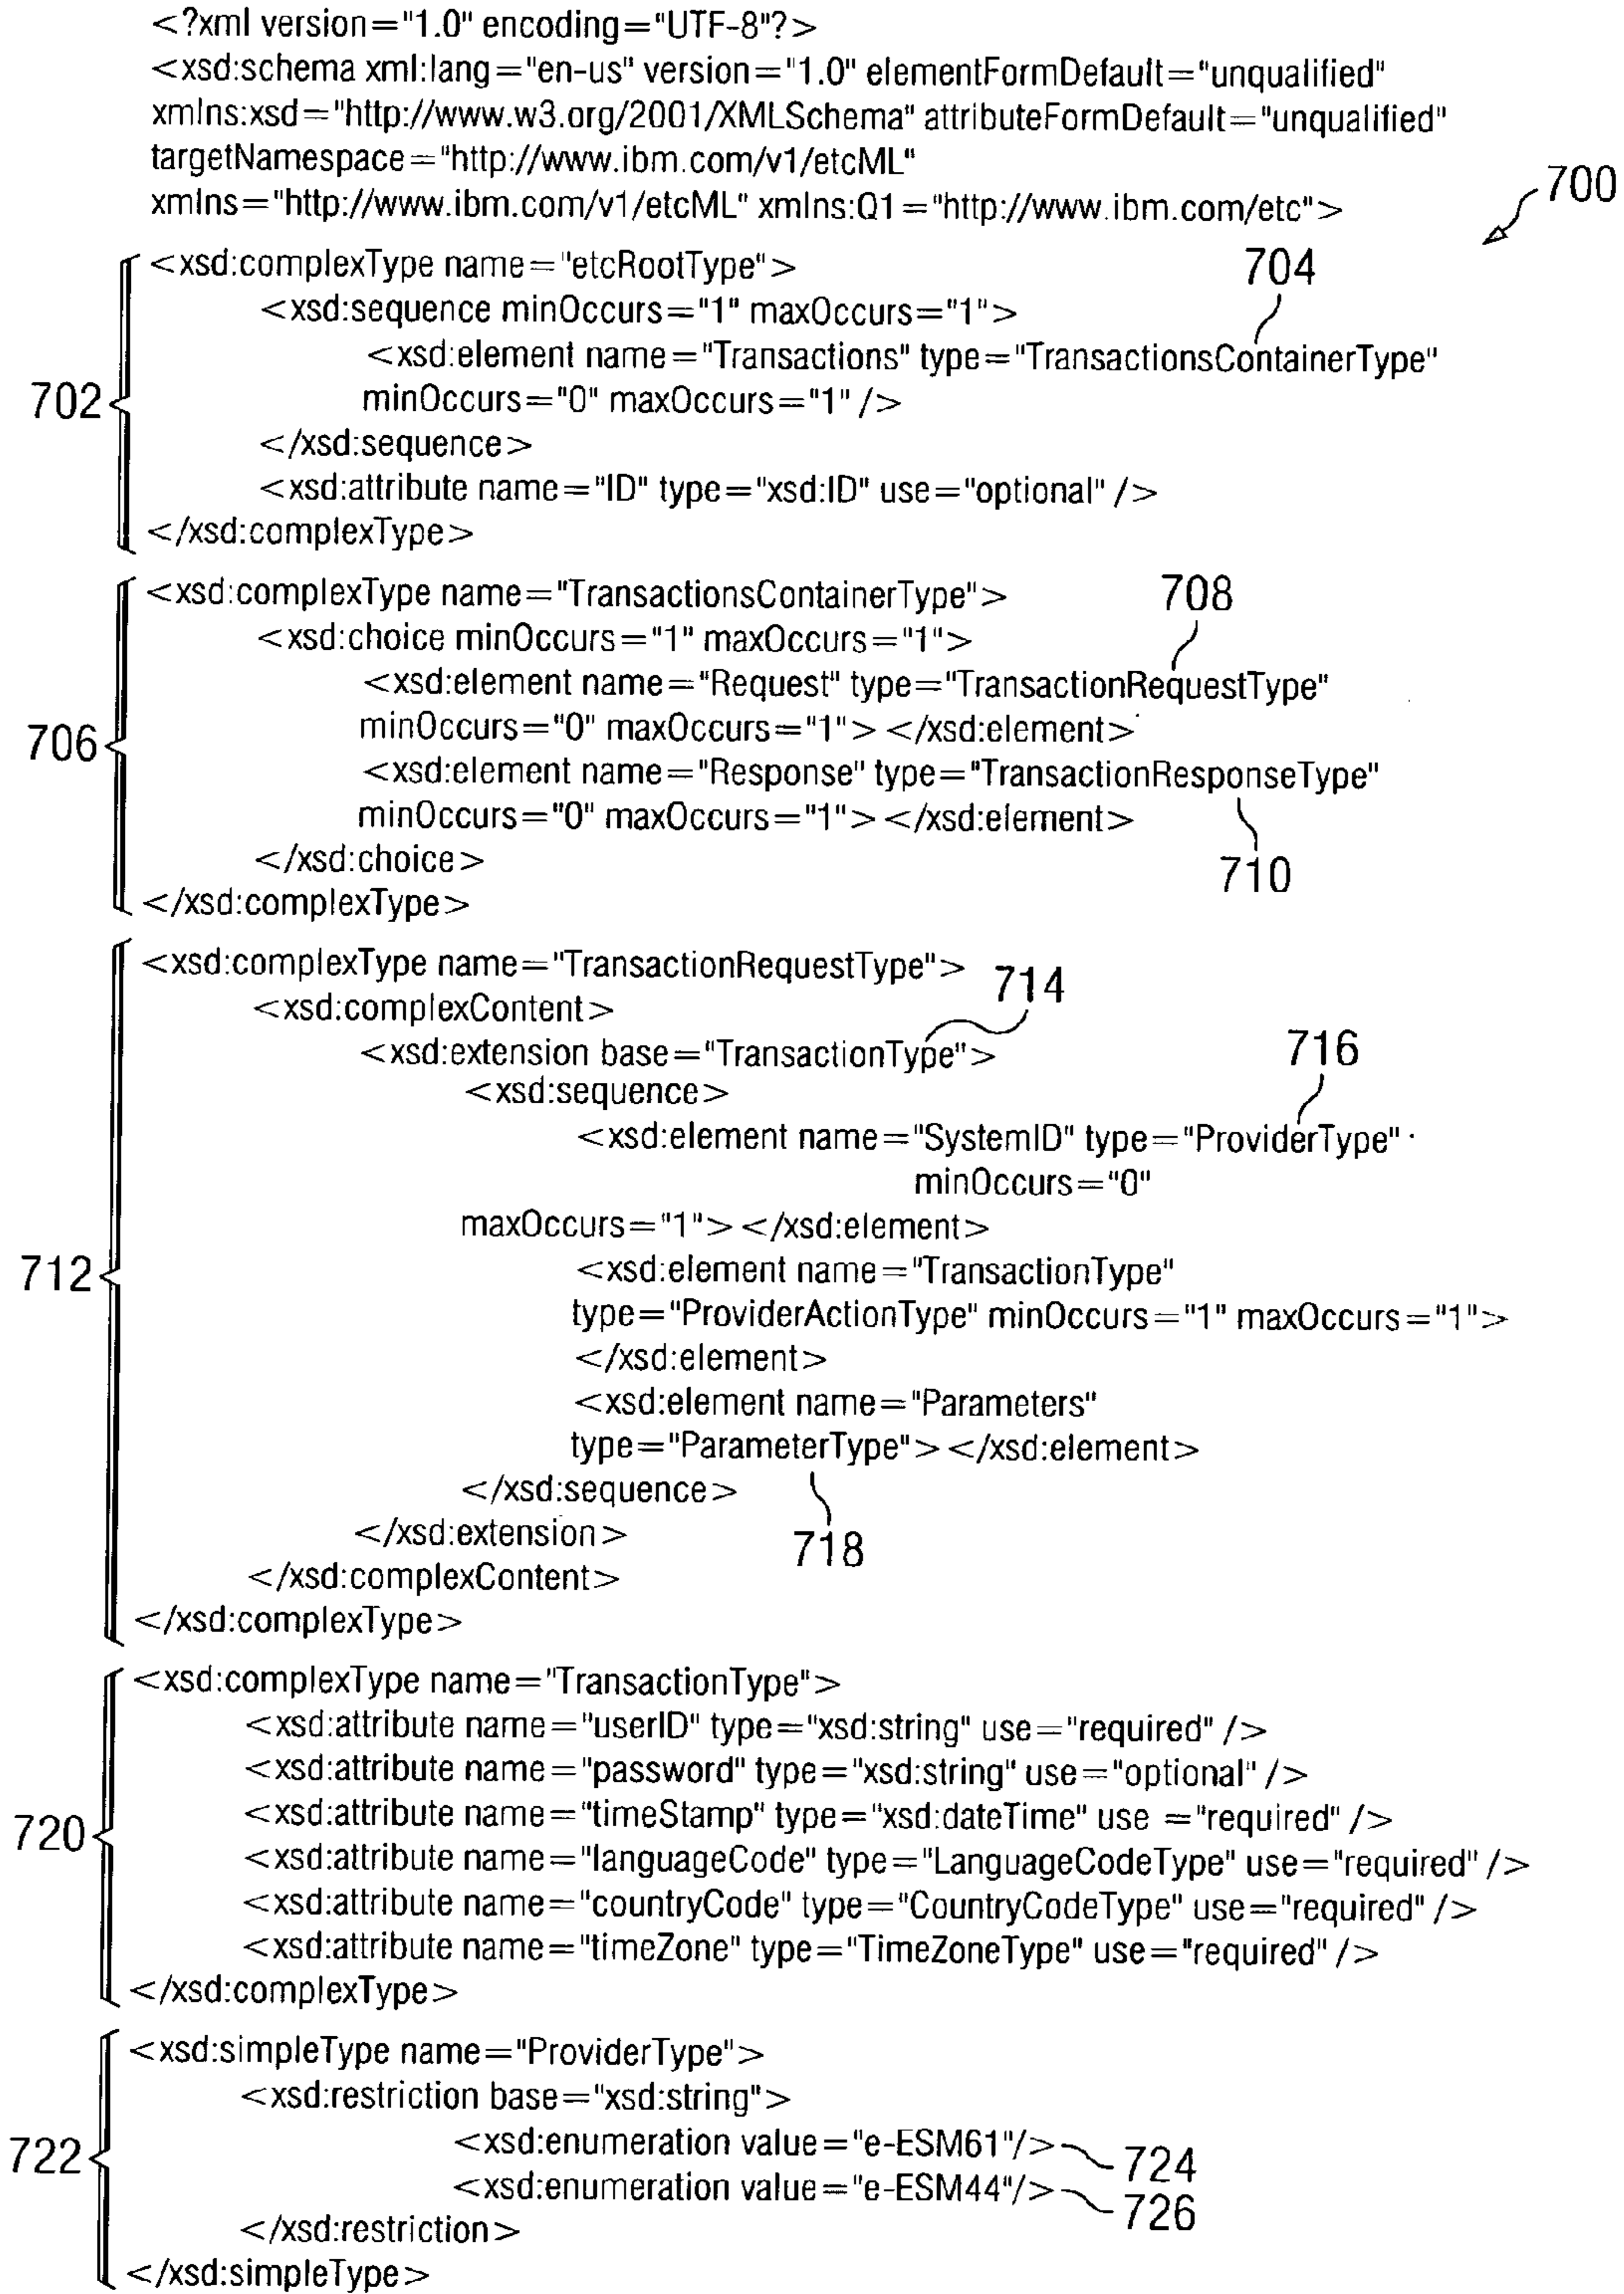 <?xml version="1.0" encoding="UTF-8"?>
<xsd:schema xml:lang="en-us" version="1.0" elementFormDefault="unqualified"
xmlns:xsd="http://www.w3.org/2001/XMLSchema" attributeFormDefault="unqualified"
targetNamespace="http://www.ibm.com/v1/etcML"
xmlns="http://www.ibm.com/v1/etcML" xmlns:Q1="http://www.ibm.com/etc">
700
<xsd:complexType name="etcRootType">
704
<xsd:sequence minOccurs="1" maxOccurs="1">
<xsd:element name="Transactions" type="TransactionsContainerType"
702
minOccurs="0" maxOccurs="1" />
</xsd:sequence>
<xsd:attribute name="ID" type="xsd:ID" use="optional" />
</xsd:complexType>
<xsd:complexType name="TransactionsContainerType">
708
<xsd:choice minOccurs="1" maxOccurs="1">
<xsd:element name="Request" type="TransactionRequestType"
minOccurs="0" maxOccurs="1"> </xsd:element>
706
<xsd:element name="Response" type="TransactionResponseType"
minOccurs="0" maxOccurs="1"> </xsd:element>
</xsd:choice>
710
</xsd:complexType>
<xsd:complexType name="TransactionRequestType">
714
<xsd:complexContent>
<xsd:extension base="TransactionType">
716
<xsd:sequence>
<xsd:element name="SystemID" type="ProviderType"
minOccurs="0"
maxOccurs="1"> </xsd:element>
712
<xsd:element name="TransactionType"
type="ProviderActionType" minOccurs="1" maxOccurs="1">
</xsd:element>
<xsd:element name="Parameters"
type="ParameterType"> </xsd:element>
</xsd:sequence>
</xsd:extension>
718
</xsd:complexContent>
</xsd:complexType>
<xsd:complexType name="TransactionType">
<xsd:attribute name="userID" type="xsd:string" use="required" />
<xsd:attribute name="password" type="xsd:string" use="optional" />
<xsd:attribute name="timeStamp" type="xsd:dateTime" use ="required" />
720
<xsd:attribute name="languageCode" type="LanguageCodeType" use="required" />
<xsd:attribute name="countryCode" type="CountryCodeType" use="required" />
<xsd:attribute name="timeZone" type="TimeZoneType" use="required" />
</xsd:complexType>
<xsd:simpleType name="ProviderType">
<xsd:restriction base="xsd:string">
722
<xsd:enumeration value="e-ESM61"/>
724
<xsd:enumeration value="e-ESM44"/>
726
</xsd:restriction>
</xsd:simpleType>